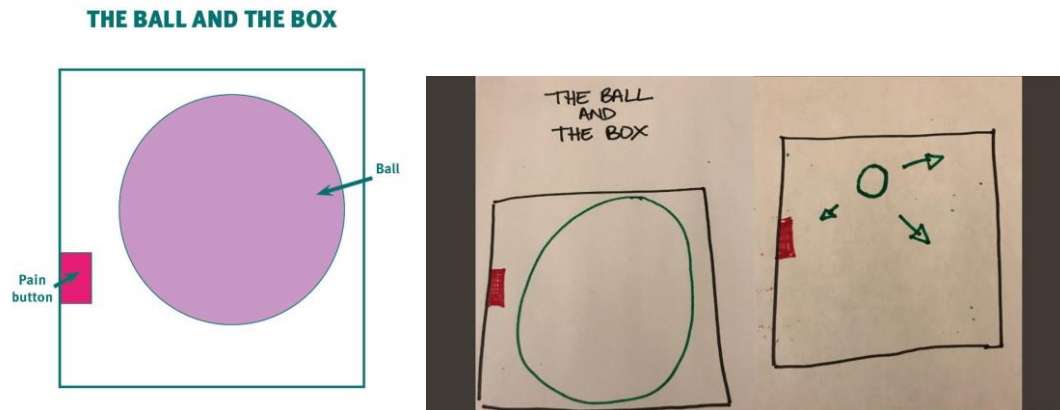 THE BALL AND THE BOX
Ball
Pain
button
THE BALL
AND
THE BOX